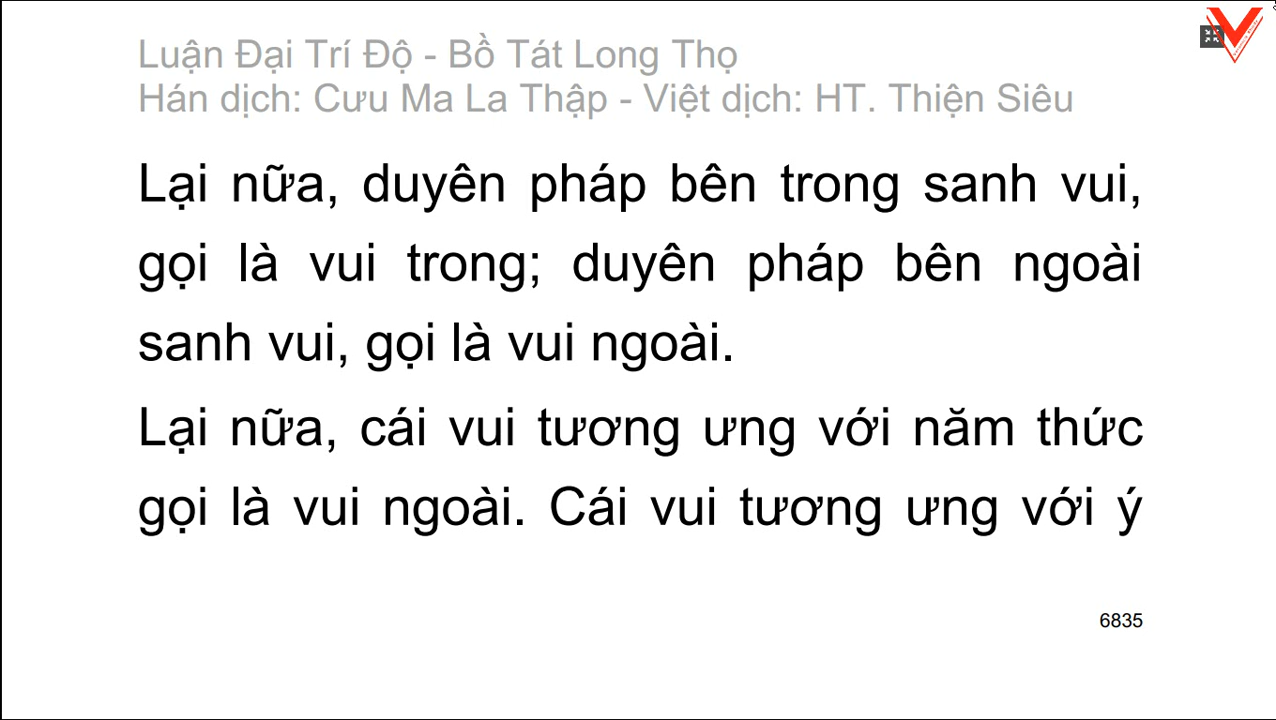 Luận Đại Trí Độ - Bồ Tát Long Thọ
Hán dịch: Cưu Ma La Thập - Việt dịch: HT. Thiện Siêu
Lại nữa, duyên pháp bên trong sanh vui,
gọi là vui trong; duyên pháp bên ngoài
sanh vui, gọi là vui ngoài.
Lại nữa, cái vui tương ưng với năm thức
gọi là vui ngoài. Cái vui tương ưng với ý
6835